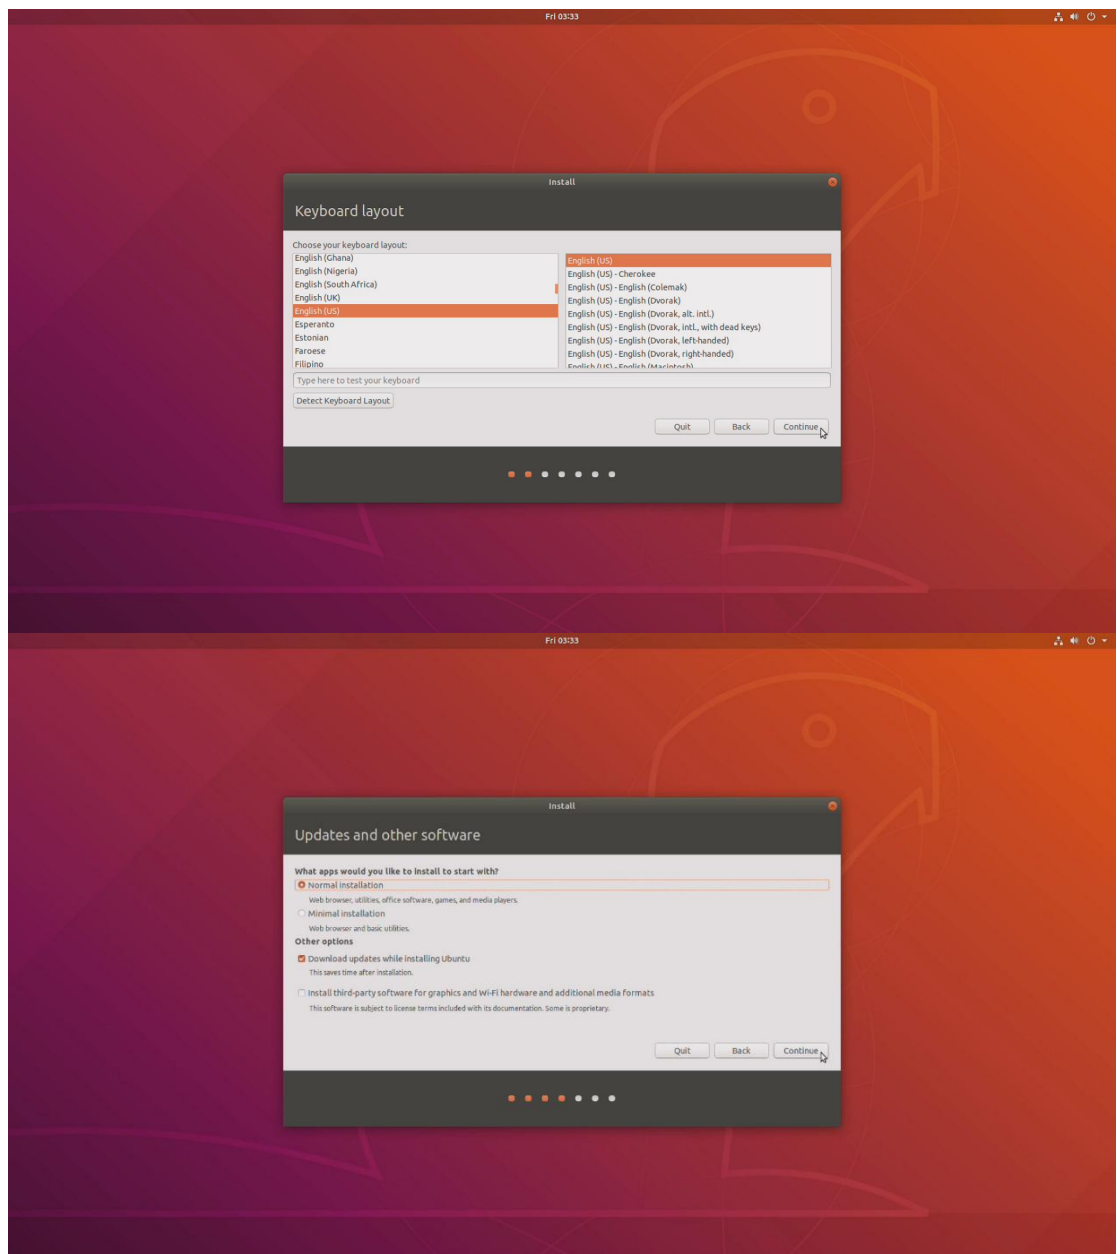 Fri 03:33
Install
Keyboard layout
Choose your keyboard layout:
English (Ghana)
English (Nigeria)
English (South Africa)
English (UK)
English (US)
Esperanto
Estonian
Faroese
Filipino
English (US)
English (US) - Cherokee
English (US) - English (Colemak)
English (US) - English (Dvorak)
English (US) - English (Dvorak, alt. intl.)
English (US) - English (Dvorak, intl., with dead keys)
English (US) - English (Dvorak, left-handed)
English (US) - English (Dvorak, right-handed)
English (US) - English (Macintosh)
Type here to test your keyboard
Detect Keyboard Layout
Quit Back Continue
Fri 03:33
Install
Updates and other software
What apps would you like to install to start with?
Normal installation
Web browser, utilities, office software, games, and media players.
Minimal installation
Web browser and basic utilities.
Other options
Download updates while installing Ubuntu
This saves time after installation.
Install third-party software for graphics and Wi-Fi hardware and additional media formats
This software is subject to license terms included with its documentation. Some is proprietary.
Quit Back Continue